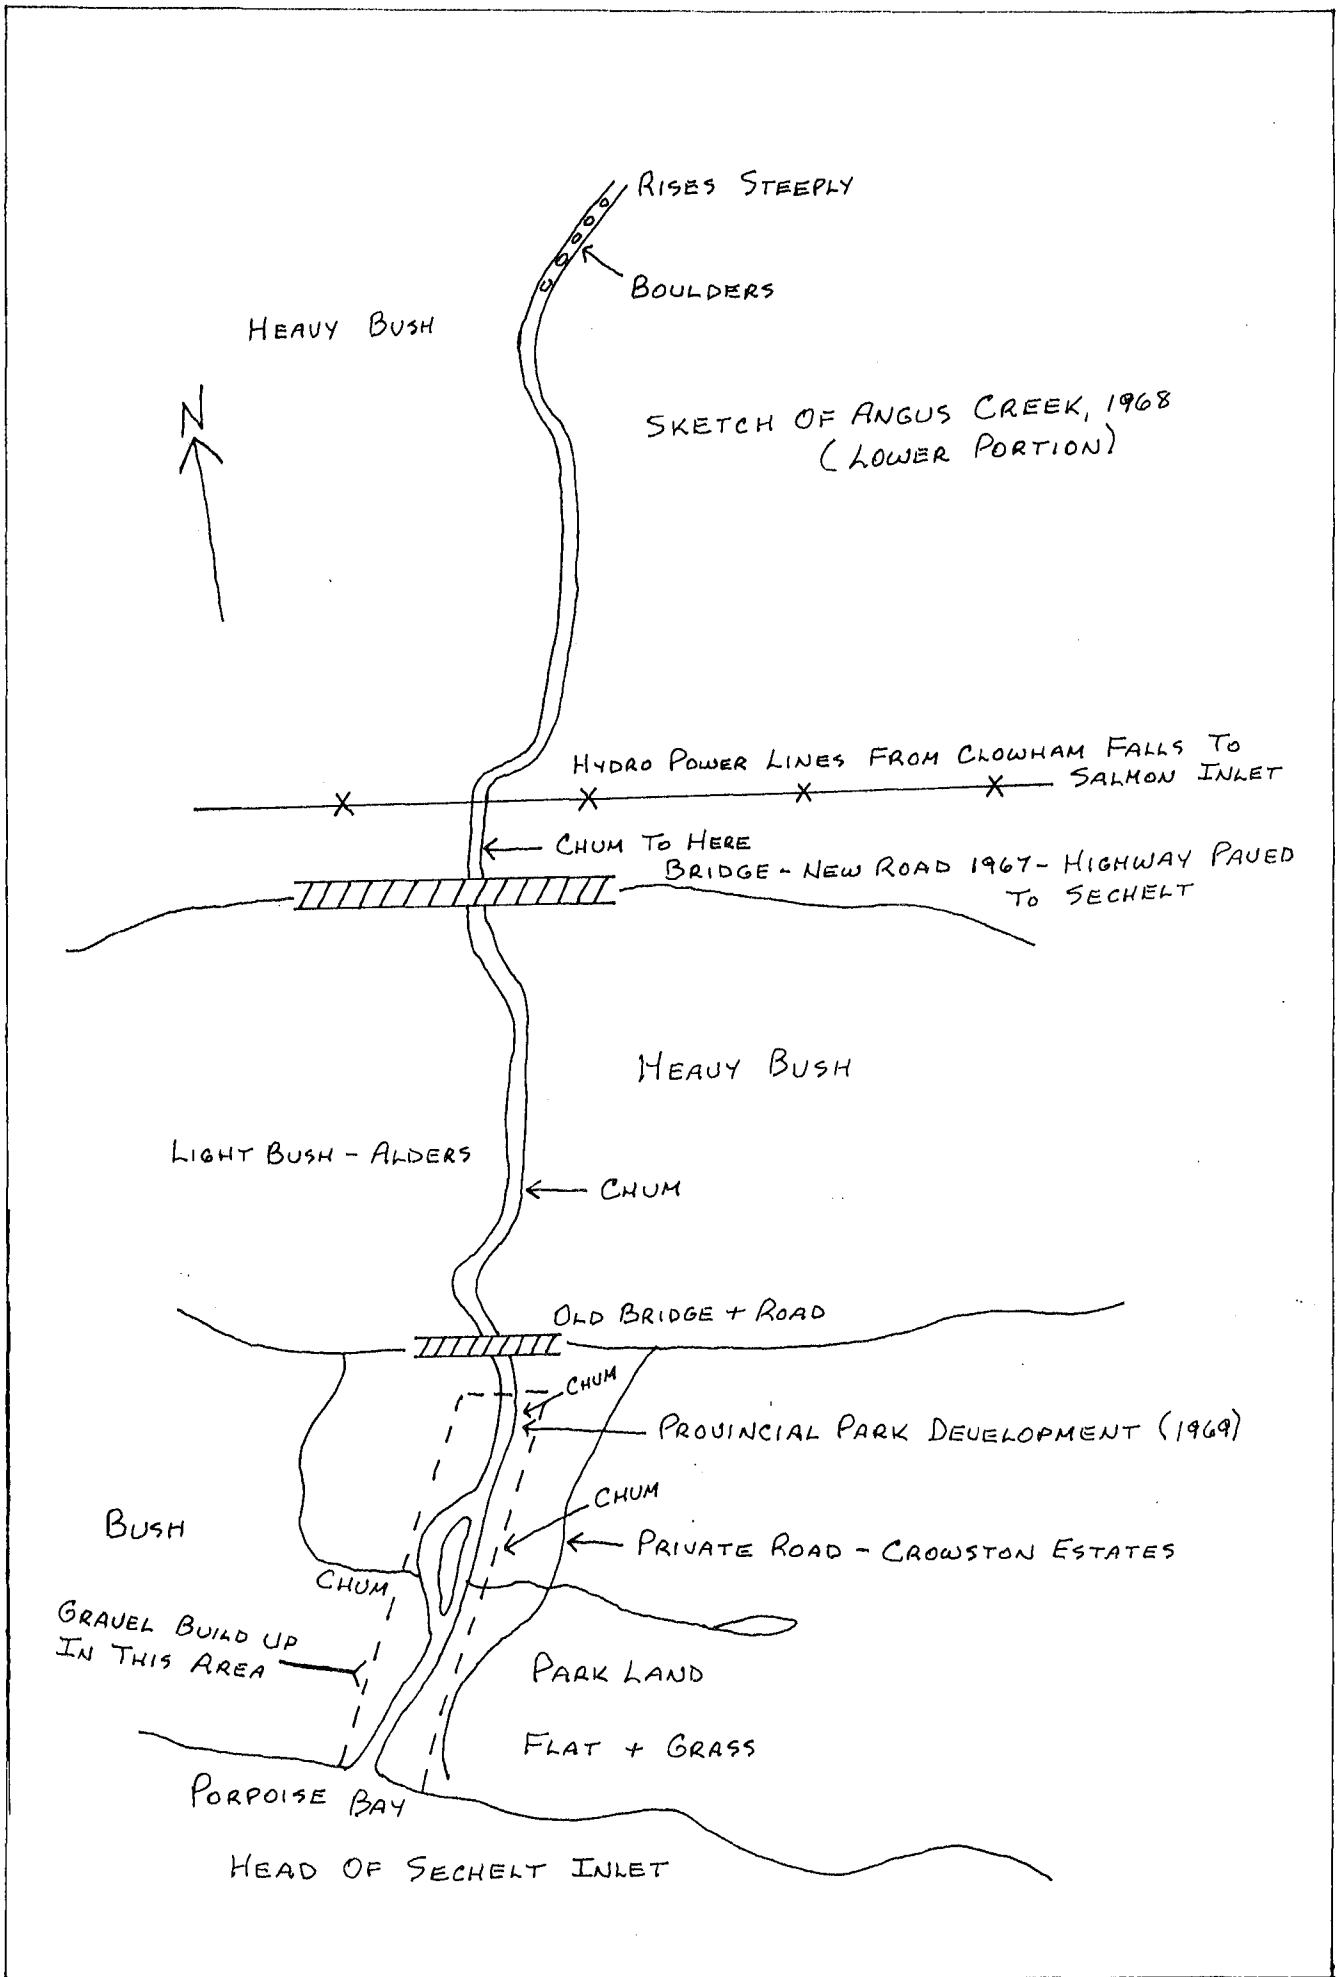 RISES STEEPLY
BOULDERS
HEAVY BUSH
N
SKETCH OF ANGUS CREEK, 1968
(LOWER PORTION)
HYDRO POWER LINES FROM CLOWHAM FALLS TO
SALMON INLET
CHUM TO HERE
BRIDGE - NEW ROAD 1967 - HIGHWAY PAVED
TO SECHELT
HEAVY BUSH
LIGHT BUSH - ALDERS
CHUM
OLD BRIDGE + ROAD
CHUM
PROVINCIAL PARK DEVELOPMENT (1969)
CHUM
BUSH
PRIVATE ROAD - CROWSTON ESTATES
CHUM
GRAVEL BUILD UP
IN THIS AREA
PARK LAND
FLAT + GRASS
PORPOISE BAY
HEAD OF SECHELT INLET